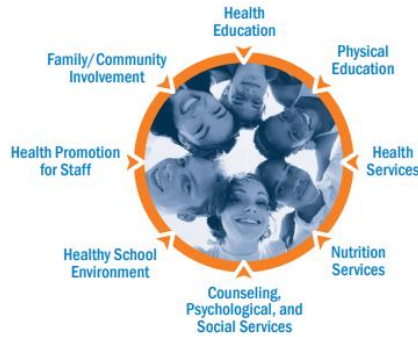 Health
Education
Physical
Education
Health
Services
Nutrition
Services
Counseling,
Psychological, and
Social Services
Healthy School
Environment
Health Promotion
for Staff
Family/Community
Involvement